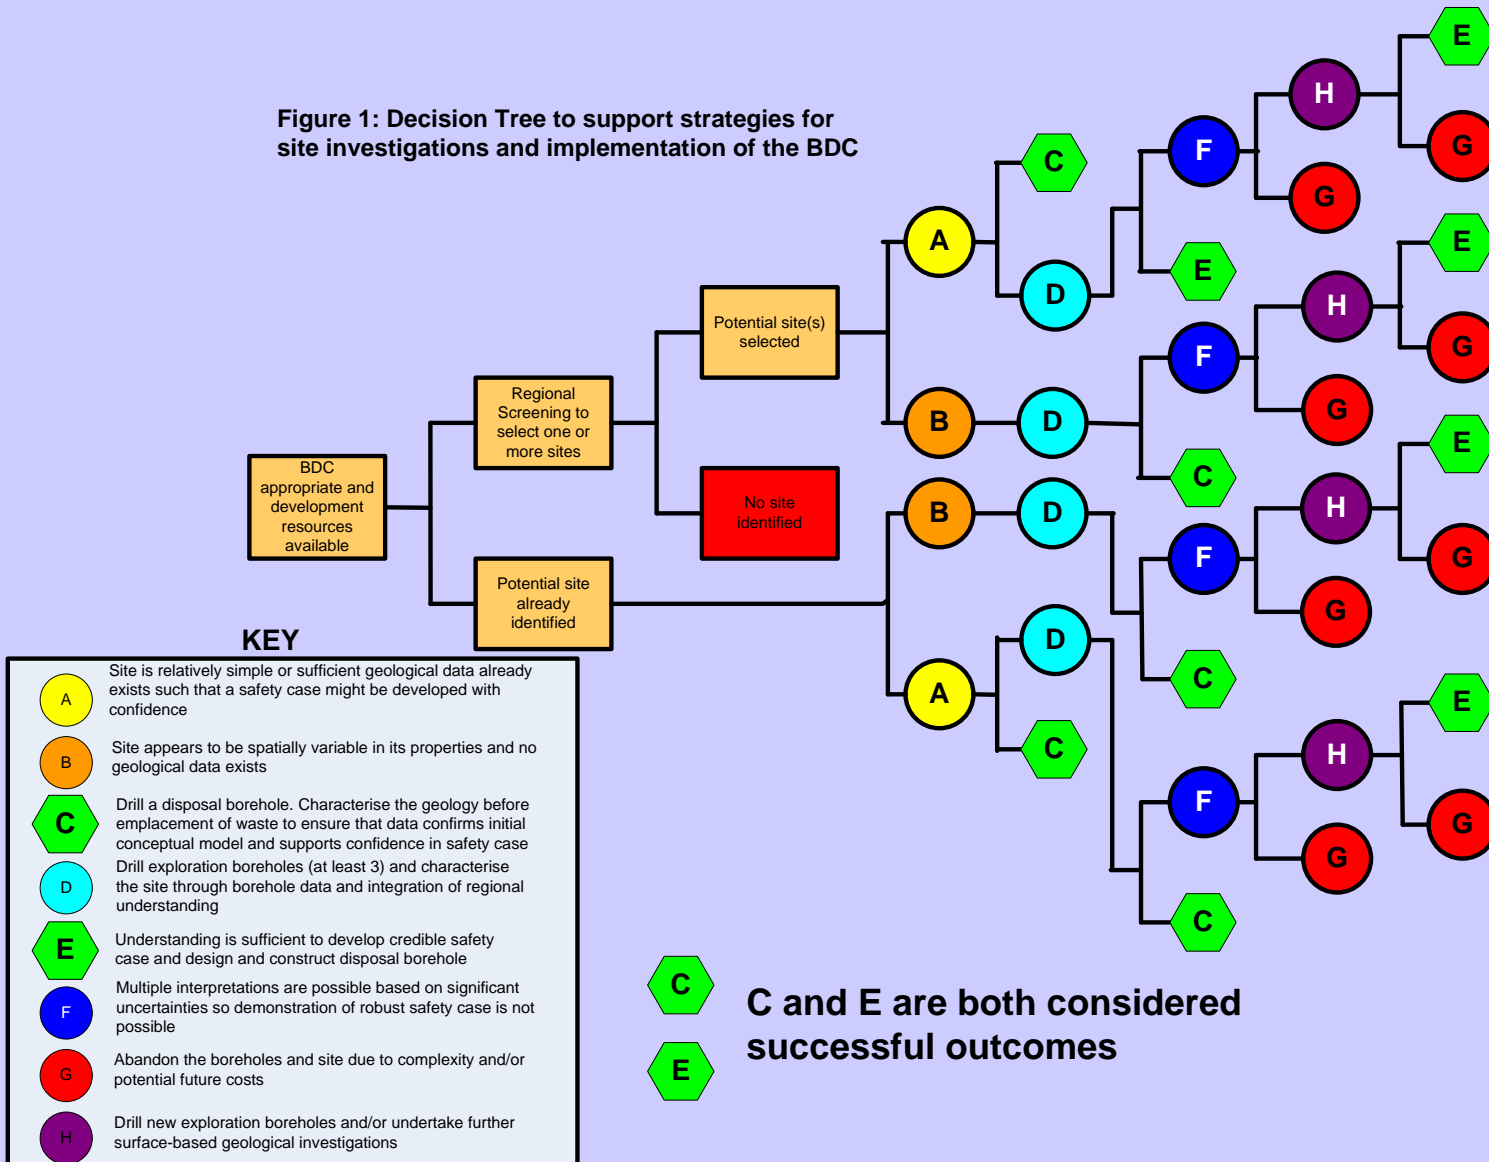 Figure 1: Decision Tree to support strategies for
site investigations and implementation of the BDC
BDC
appropriate and
development
resources
available
Regional
Screening to
select one or
more sites
Potential site
already
identified
Potential site(s)
selected
No site
identified
A
B
B
A
C
D
D
D
D
C
F
E
F
C
F
C
F
C
H
G
H
G
H
G
H
G
E
G
E
G
E
G
E
G
KEY
A
Site is relatively simple or sufficient geological data already
exists such that a safety case might be developed with
confidence
B
Site appears to be spatially variable in its properties and no
geological data exists
C
Drill a disposal borehole. Characterise the geology before
emplacement of waste to ensure that data confirms initial
conceptual model and supports confidence in safety case
D
Drill exploration boreholes (at least 3) and characterise
the site through borehole data and integration of regional
understanding
E
Understanding is sufficient to develop credible safety
case and design and construct disposal borehole
F
Multiple interpretations are possible based on significant
uncertainties so demonstration of robust safety case is not
possible
G
Abandon the boreholes and site due to complexity and/or
potential future costs
H
Drill new exploration boreholes and/or undertake further
surface-based geological investigations
C
E
C and E are both considered
successful outcomes